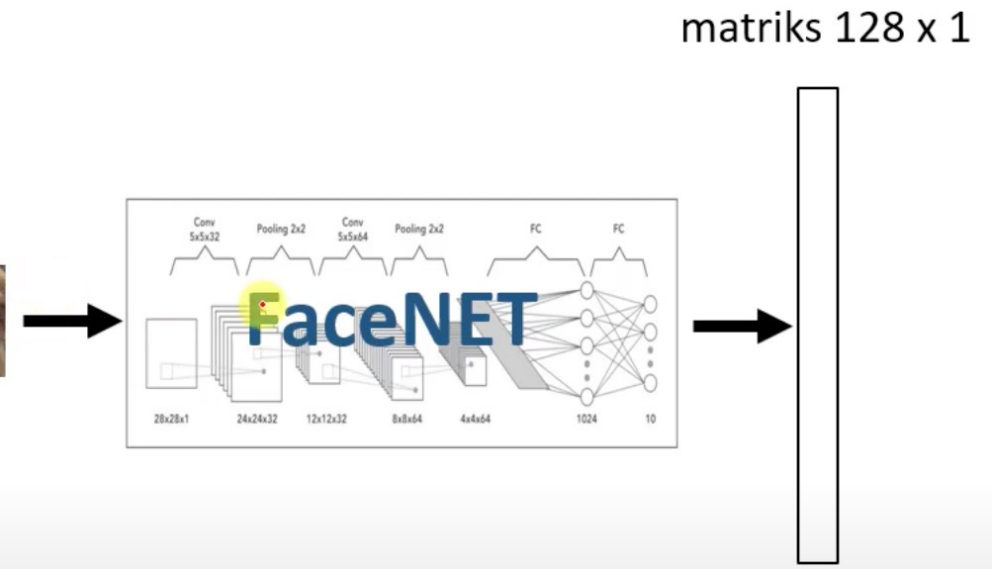 matriks 128 x 1
Conv
5x5x32
Pooling 2x2
Conv
5x5x64
Pooling 2x2
FC
FC
FaceNET
28x28x1
24x24x32
12x12x32
8x8x64
4x4x64
1024
10